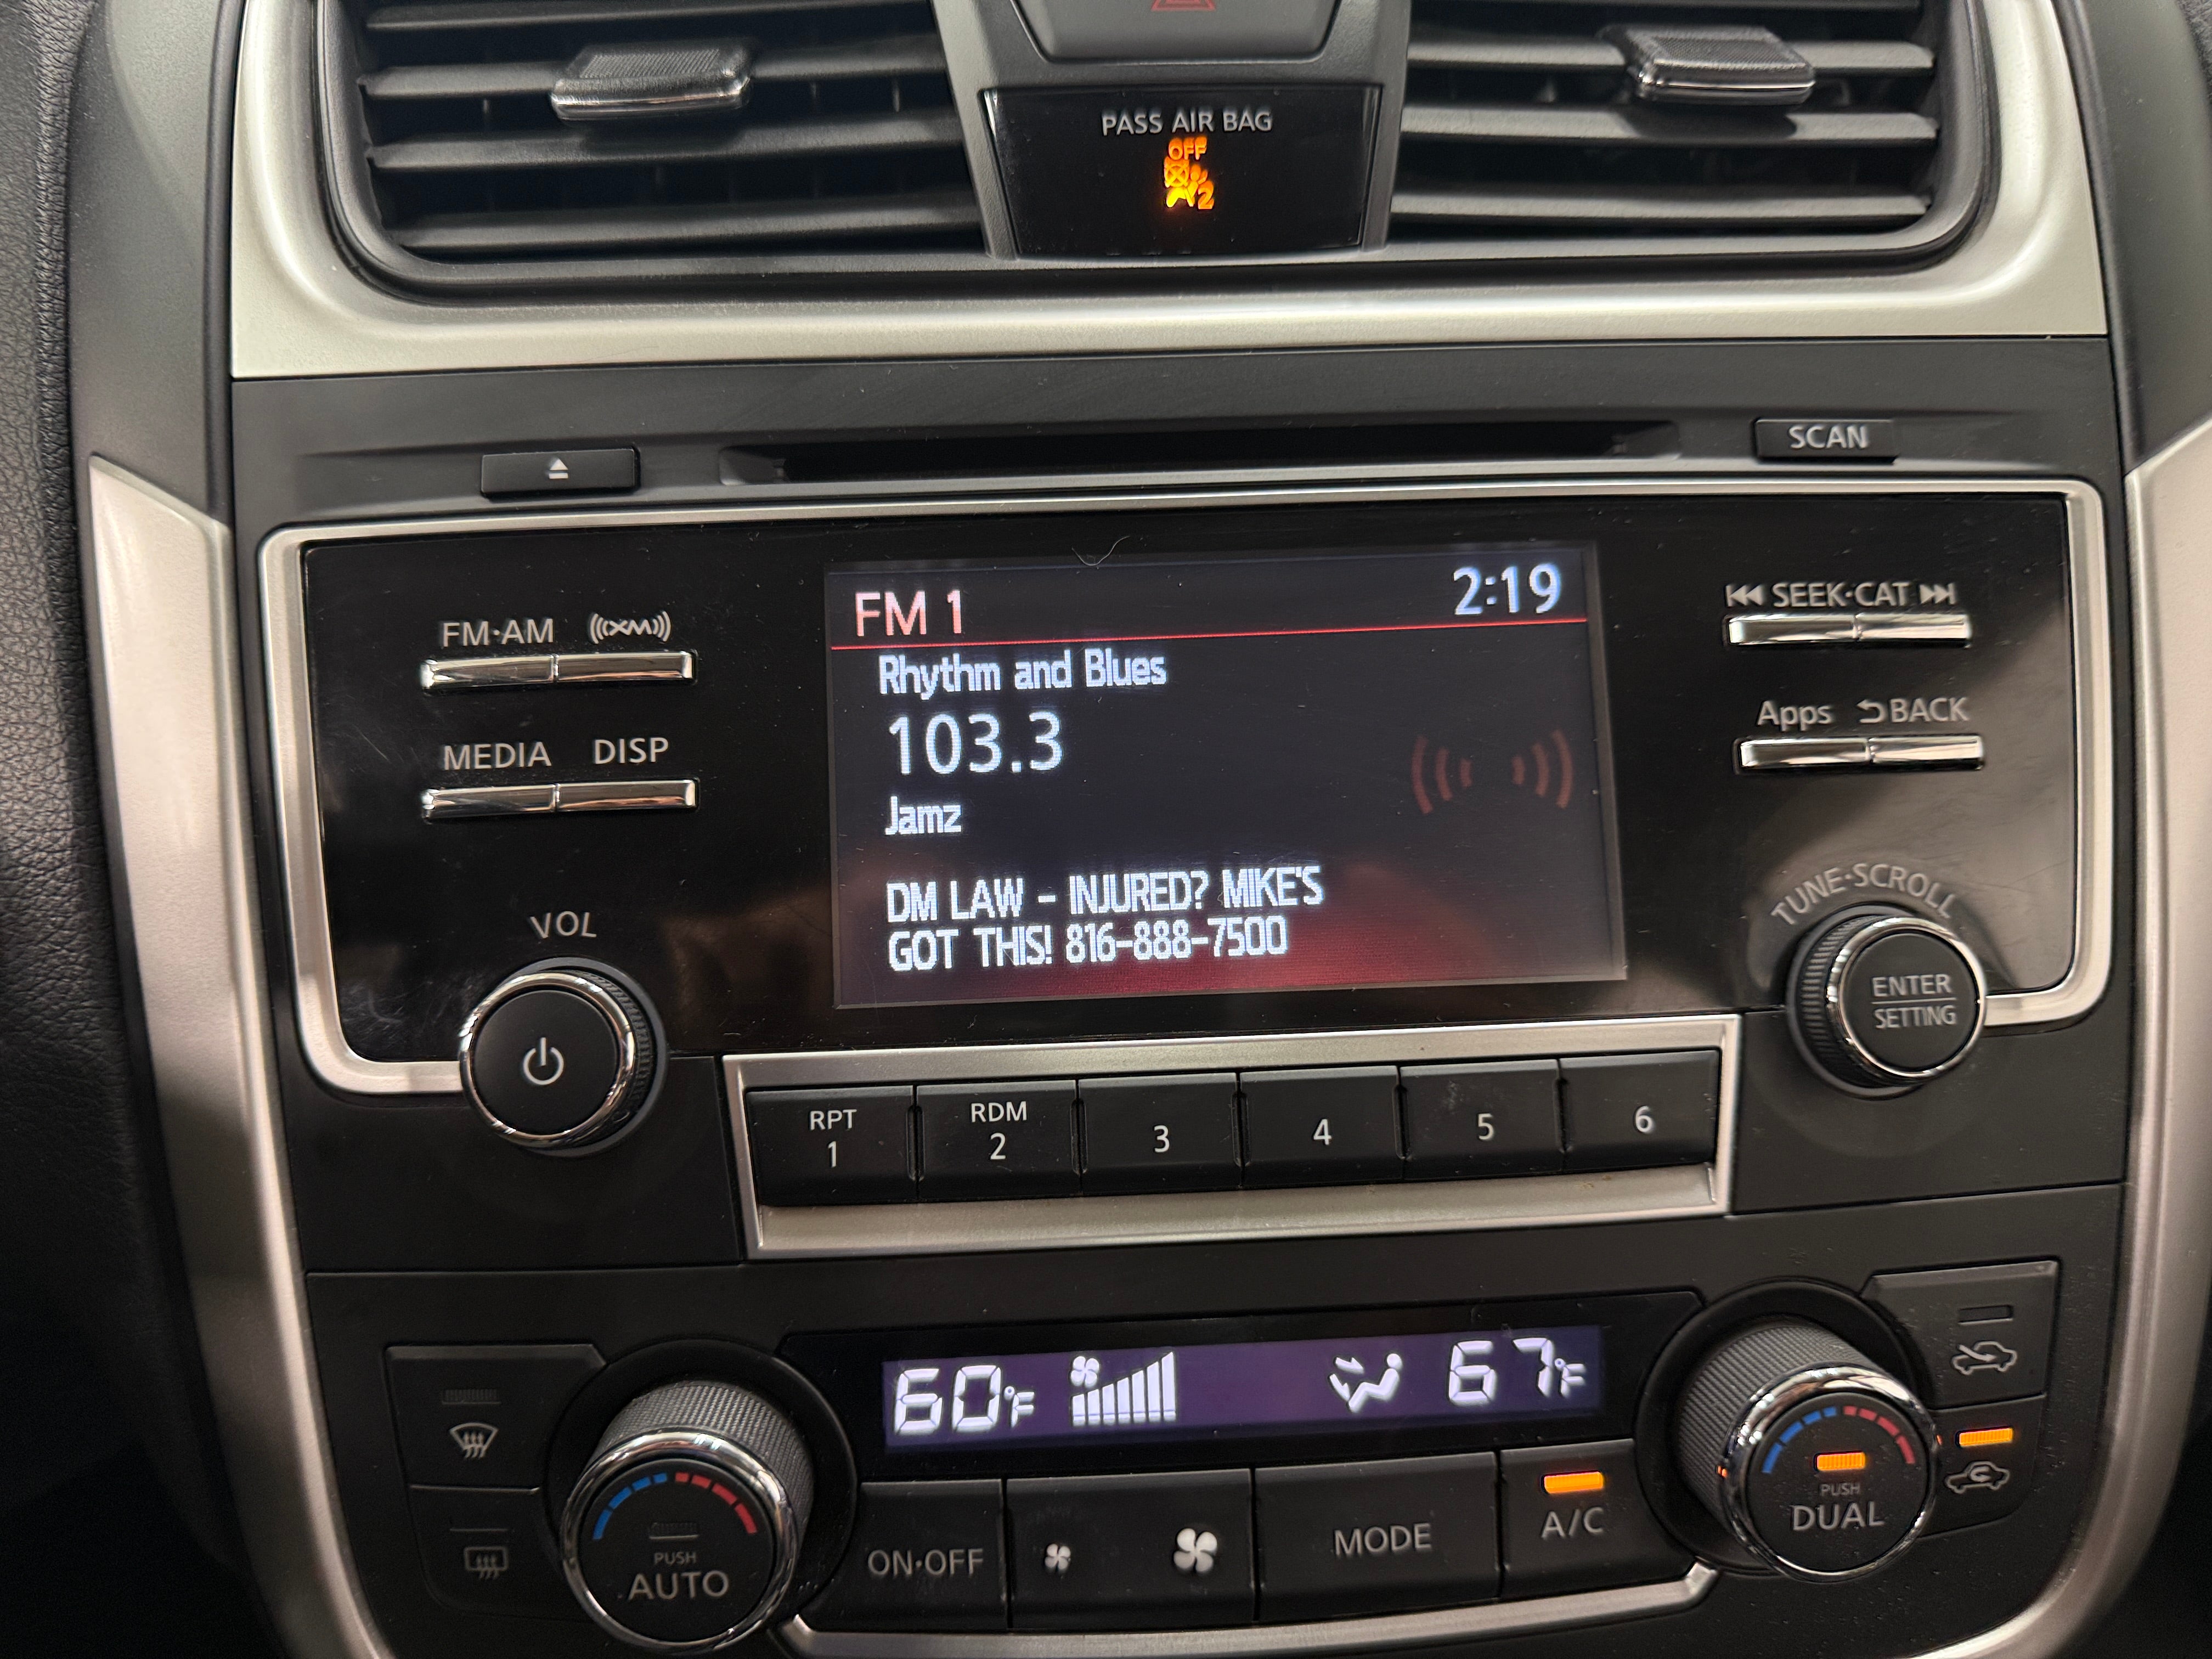 PASS AIR BAG
OFF
2
SCAN
FM·AM XM
MEDIA DISP
VOL
FM 1 2:19
Rhythm and Blues
103.3
Jamz
DM LAW - INJURED? MIKE'S
GOT THIS! 816-888-7500
SEEK·CAT
Apps BACK
TUNE·SCROLL
ENTER
SETTING
RPT
1
RDM
2
3
4
5
6
60°F 67°F
PUSH
AUTO
ON·OFF
MODE
A/C
PUSH
DUAL